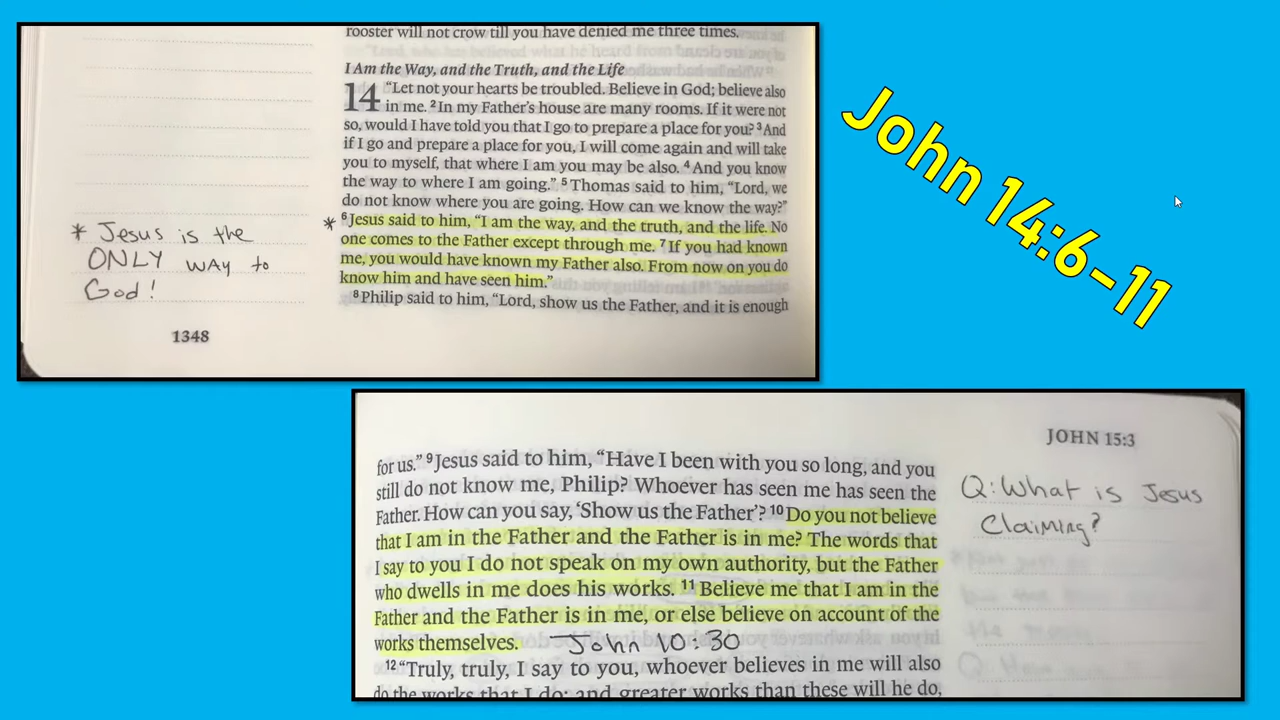 rooster will not crow till you have denied me three times.
I Am the Way, and the Truth, and the Life
14 “Let not your hearts be troubled. Believe in God; believe also
in me. 2 In my Father’s house are many rooms. If it were not
so, would I have told you that I go to prepare a place for you? 3 And
if I go and prepare a place for you, I will come again and will take
you to myself, that where I am you may be also. 4 And you know
the way to where I am going.” 5 Thomas said to him, “Lord, we
do not know where you are going. How can we know the way?”
* 6 Jesus said to him, “I am the way, and the truth, and the life. No
one comes to the Father except through me. 7 If you had known
me, you would have known my Father also. From now on you do
know him and have seen him.”
8 Philip said to him, “Lord, show us the Father, and it is enough
* Jesus is the
ONLY way to
God!
1348
John 14:6-11
JOHN 15:3
for us.” 9 Jesus said to him, “Have I been with you so long, and you
still do not know me, Philip? Whoever has seen me has seen the
Father. How can you say, ‘Show us the Father’? 10 Do you not believe
that I am in the Father and the Father is in me? The words that
I say to you I do not speak on my own authority, but the Father
who dwells in me does his works. 11 Believe me that I am in the
Father and the Father is in me, or else believe on account of the
works themselves. John 10:30
12 “Truly, truly, I say to you, whoever believes in me will also
do the works that I do; and greater works than these will he do,
Q: What is Jesus
Claiming?